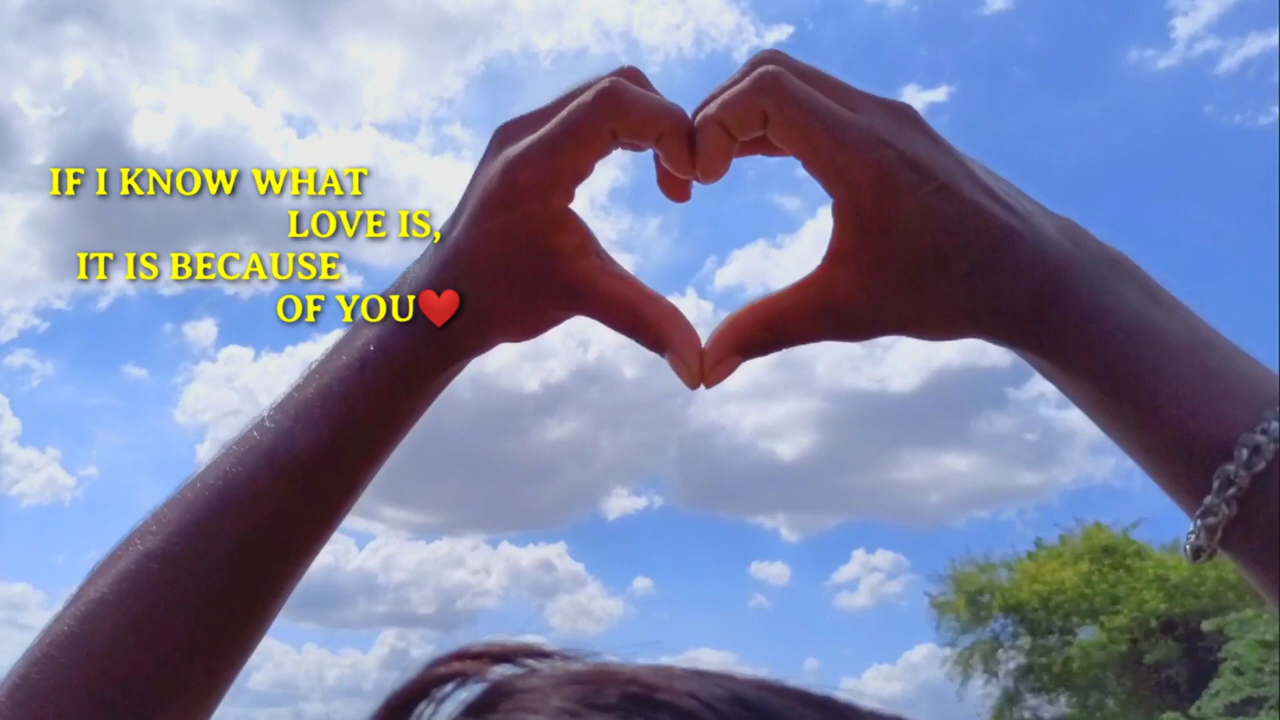 IF I KNOW WHAT
LOVE IS,
IT IS BECAUSE
OF YOU❤️